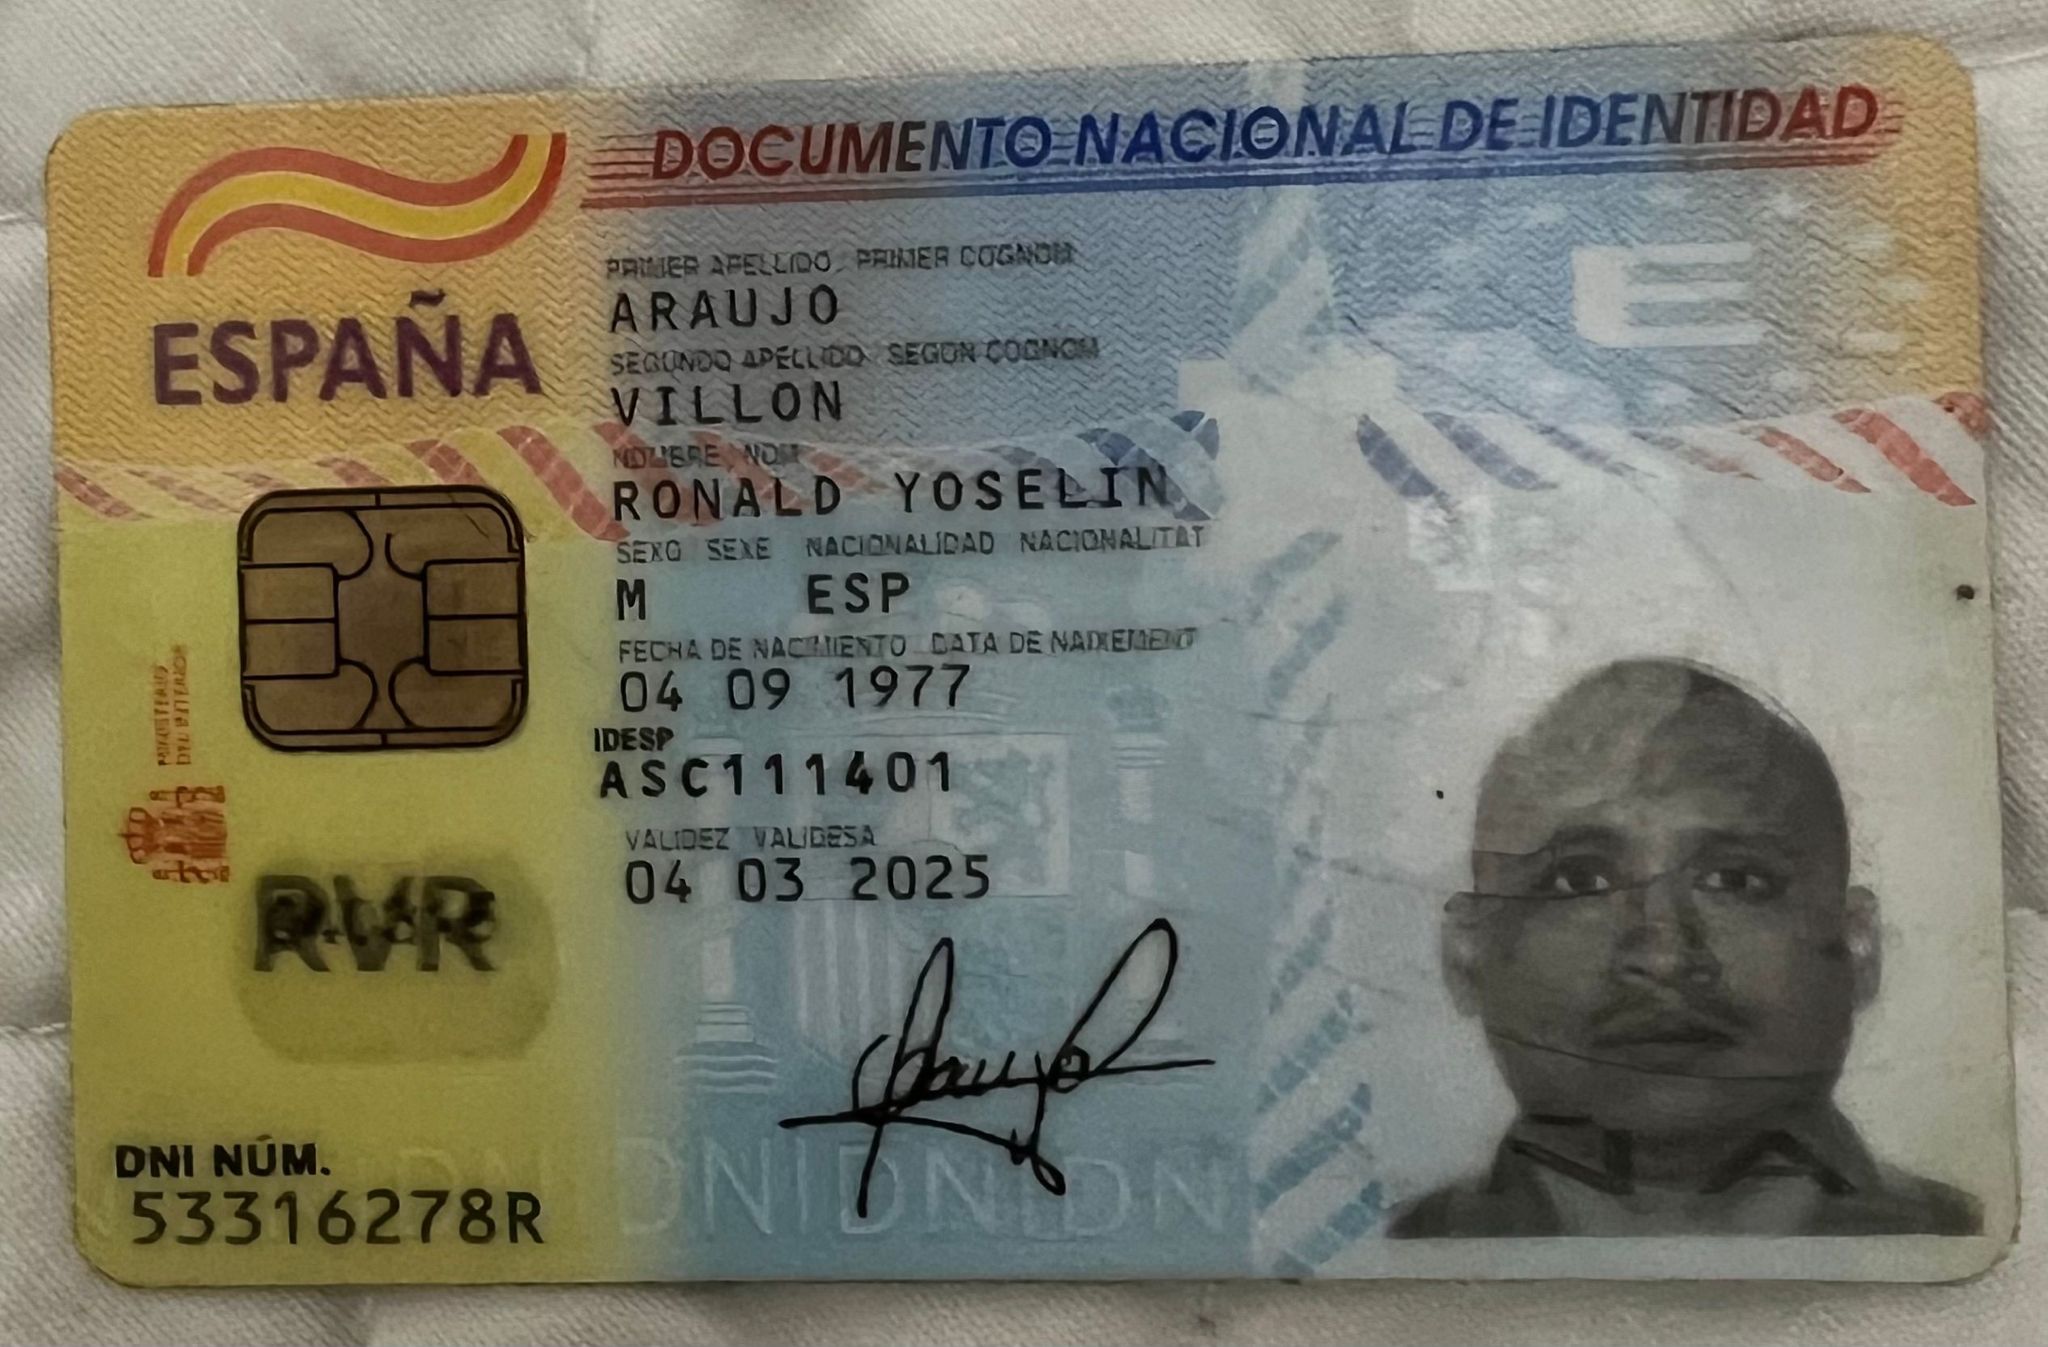 DOCUMENTO NACIONAL DE IDENTIDAD
ESPAÑA
PRIMER APELLIDO PRIMER COGNOM
ARAUJO
SEGUNDO APELLIDO SEGON COGNOM
VILLON
NOMBRE NOM
RONALD YOSELIN
SEXO SEXE NACIONALIDAD NACIONALITAT
M ESP
FECHA DE NACIMIENTO DATA DE NAIXEMENT
04 09 1977
IDESP
ASC111401
VALIDEZ VALIDESA
04 03 2025
MINISTERIO
DEL INTERIOR
RVR
DNI NÚM.
53316278R
DNIDNIDNI